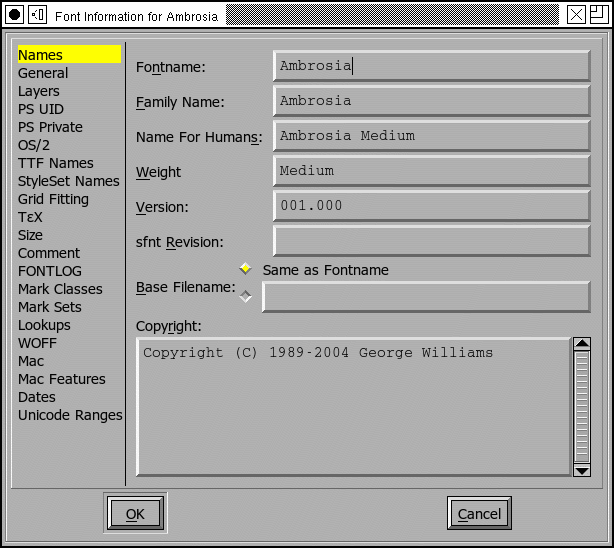 Font Information for Ambrosia
Names
General
Layers
PS UID
PS Private
OS/2
TTF Names
StyleSet Names
Grid Fitting
TεX
Size
Comment
FONTLOG
Mark Classes
Mark Sets
Lookups
WOFF
Mac
Mac Features
Dates
Unicode Ranges
Fontname: Ambrosia
Family Name: Ambrosia
Name For Humans: Ambrosia Medium
Weight Medium
Version: 001.000
sfnt Revision:
Same as Fontname
Base Filename:
Copyright:
Copyright (C) 1989-2004 George Williams
OK Cancel